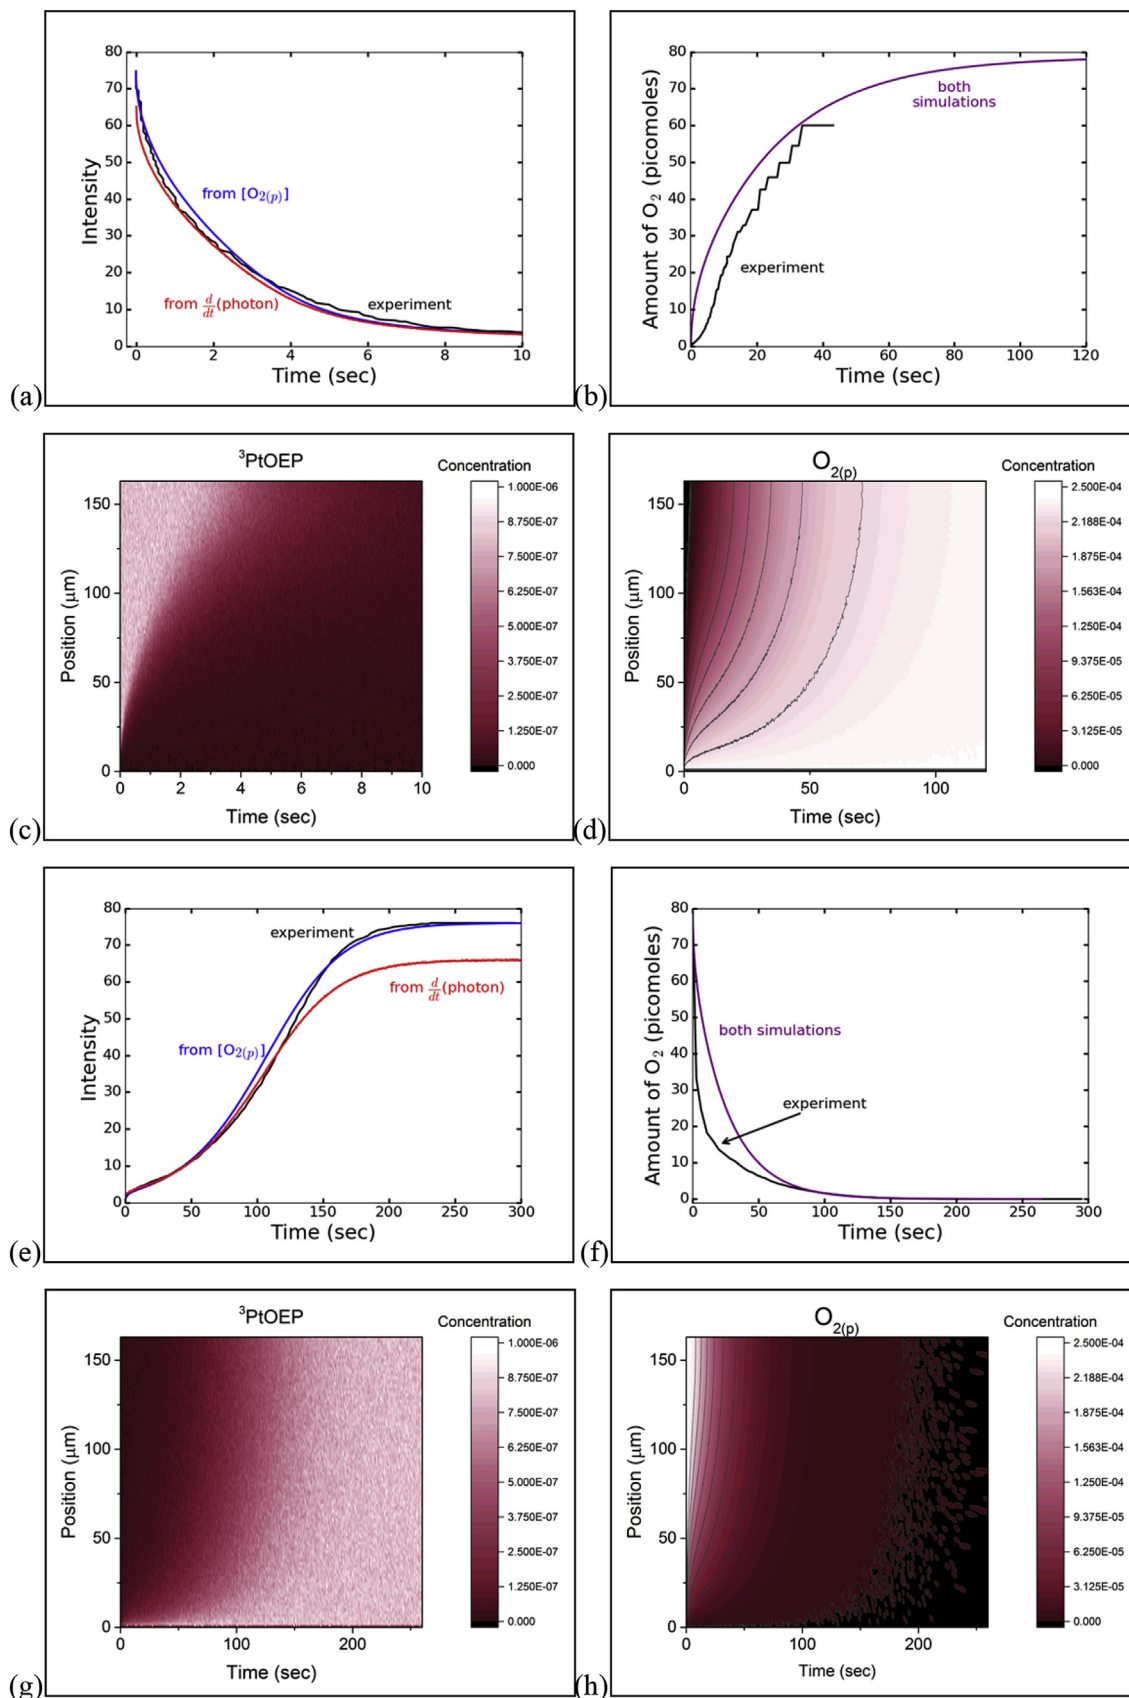 80
70
60
50
40
30
20
10
0
Intensity
from [O₂₍ₚ₎]
from d/dt(photon)
experiment
0 2 4 6 8 10
Time (sec)
(a)
80
70
60
50
40
30
20
10
0
Amount of O₂ (picomoles)
both
simulations
experiment
0 20 40 60 80 100 120
Time (sec)
(b)
³PtOEP
Concentration
150
100
50
0
Position (μm)
1.000E-06
8.750E-07
7.500E-07
6.250E-07
5.000E-07
3.750E-07
2.500E-07
1.250E-07
0.000
0 2 4 6 8 10
Time (sec)
(c)
O₂₍ₚ₎
Concentration
150
100
50
0
Position (μm)
2.500E-04
2.188E-04
1.875E-04
1.563E-04
1.250E-04
9.375E-05
6.250E-05
3.125E-05
0.000
0 50 100
Time (sec)
(d)
80
70
60
50
40
30
20
10
0
Intensity
experiment
from d/dt(photon)
from [O₂₍ₚ₎]
0 50 100 150 200 250 300
Time (sec)
(e)
80
70
60
50
40
30
20
10
0
Amount of O₂ (picomoles)
both simulations
experiment
0 50 100 150 200 250 300
Time (sec)
(f)
³PtOEP
Concentration
150
100
50
0
Position (μm)
1.000E-06
8.750E-07
7.500E-07
6.250E-07
5.000E-07
3.750E-07
2.500E-07
1.250E-07
0.000
0 100 200
Time (sec)
(g)
O₂₍ₚ₎
Concentration
150
100
50
0
Position (μm)
2.500E-04
2.188E-04
1.875E-04
1.563E-04
1.250E-04
9.375E-05
6.250E-05
3.125E-05
0.000
0 100 200
Time (sec)
(h)